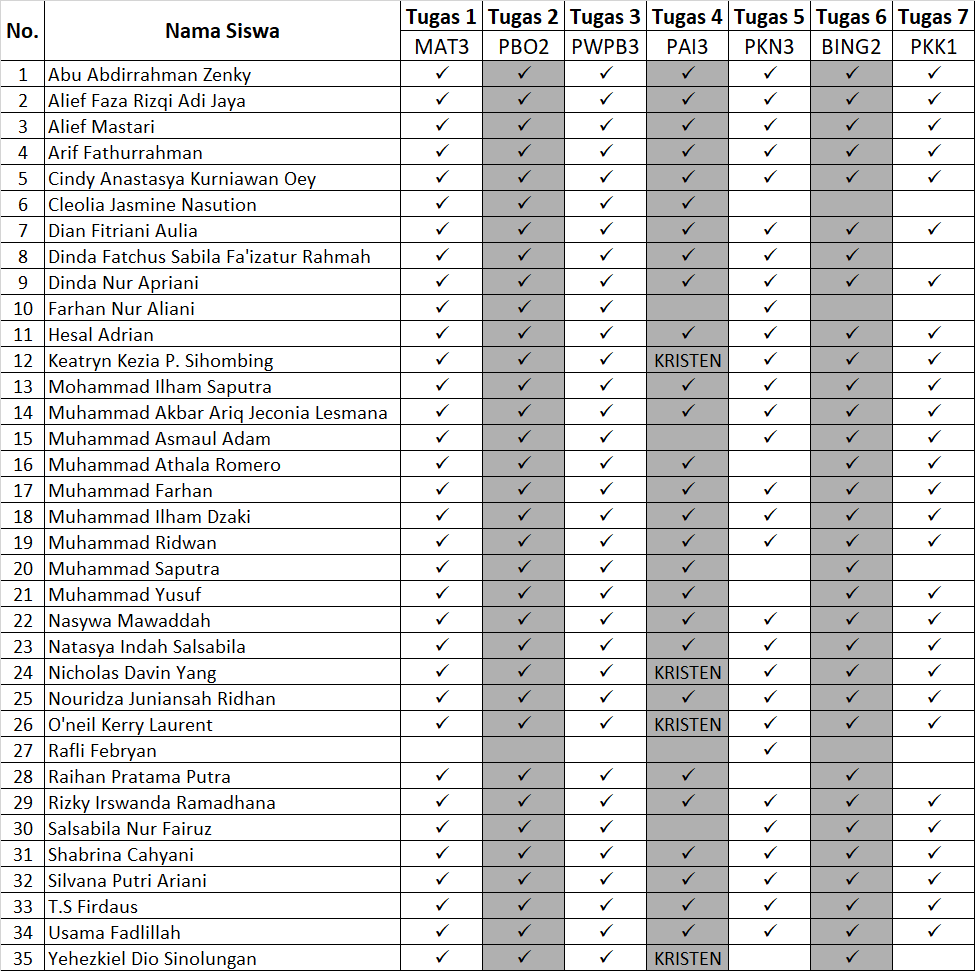 No. Nama Siswa Tugas 1 Tugas 2 Tugas 3 Tugas 4 Tugas 5 Tugas 6 Tugas 7
MAT3 PBO2 PWPB3 PAI3 PKN3 BING2 PKK1
1 Abu Abdirrahman Zenky ✓ ✓ ✓ ✓ ✓ ✓ ✓
2 Alief Faza Rizqi Adi Jaya ✓ ✓ ✓ ✓ ✓ ✓ ✓
3 Alief Mastari ✓ ✓ ✓ ✓ ✓ ✓ ✓
4 Arif Fathurrahman ✓ ✓ ✓ ✓ ✓ ✓ ✓
5 Cindy Anastasya Kurniawan Oey ✓ ✓ ✓ ✓ ✓ ✓ ✓
6 Cleolia Jasmine Nasution ✓ ✓ ✓ ✓
7 Dian Fitriani Aulia ✓ ✓ ✓ ✓ ✓ ✓ ✓
8 Dinda Fatchus Sabila Fa'izatur Rahmah ✓ ✓ ✓ ✓ ✓ ✓
9 Dinda Nur Apriani ✓ ✓ ✓ ✓ ✓ ✓ ✓
10 Farhan Nur Aliani ✓ ✓ ✓ ✓
11 Hesal Adrian ✓ ✓ ✓ ✓ ✓ ✓ ✓
12 Keatryn Kezia P. Sihombing ✓ ✓ ✓ KRISTEN ✓ ✓ ✓
13 Mohammad Ilham Saputra ✓ ✓ ✓ ✓ ✓ ✓ ✓
14 Muhammad Akbar Ariq Jeconia Lesmana ✓ ✓ ✓ ✓ ✓ ✓ ✓
15 Muhammad Asmaul Adam ✓ ✓ ✓ ✓ ✓ ✓
16 Muhammad Athala Romero ✓ ✓ ✓ ✓ ✓ ✓
17 Muhammad Farhan ✓ ✓ ✓ ✓ ✓ ✓ ✓
18 Muhammad Ilham Dzaki ✓ ✓ ✓ ✓ ✓ ✓ ✓
19 Muhammad Ridwan ✓ ✓ ✓ ✓ ✓ ✓ ✓
20 Muhammad Saputra ✓ ✓ ✓ ✓ ✓
21 Muhammad Yusuf ✓ ✓ ✓ ✓ ✓ ✓
22 Nasywa Mawaddah ✓ ✓ ✓ ✓ ✓ ✓ ✓
23 Natasya Indah Salsabila ✓ ✓ ✓ ✓ ✓ ✓ ✓
24 Nicholas Davin Yang ✓ ✓ ✓ KRISTEN ✓ ✓ ✓
25 Nouridza Juniansah Ridhan ✓ ✓ ✓ ✓ ✓ ✓ ✓
26 O'neil Kerry Laurent ✓ ✓ ✓ KRISTEN ✓ ✓ ✓
27 Rafli Febryan ✓
28 Raihan Pratama Putra ✓ ✓ ✓ ✓ ✓
29 Rizky Irswanda Ramadhana ✓ ✓ ✓ ✓ ✓ ✓ ✓
30 Salsabila Nur Fairuz ✓ ✓ ✓ ✓ ✓ ✓
31 Shabrina Cahyani ✓ ✓ ✓ ✓ ✓ ✓ ✓
32 Silvana Putri Ariani ✓ ✓ ✓ ✓ ✓ ✓ ✓
33 T.S Firdaus ✓ ✓ ✓ ✓ ✓ ✓ ✓
34 Usama Fadlillah ✓ ✓ ✓ ✓ ✓ ✓ ✓
35 Yehezkiel Dio Sinolungan ✓ ✓ ✓ KRISTEN ✓